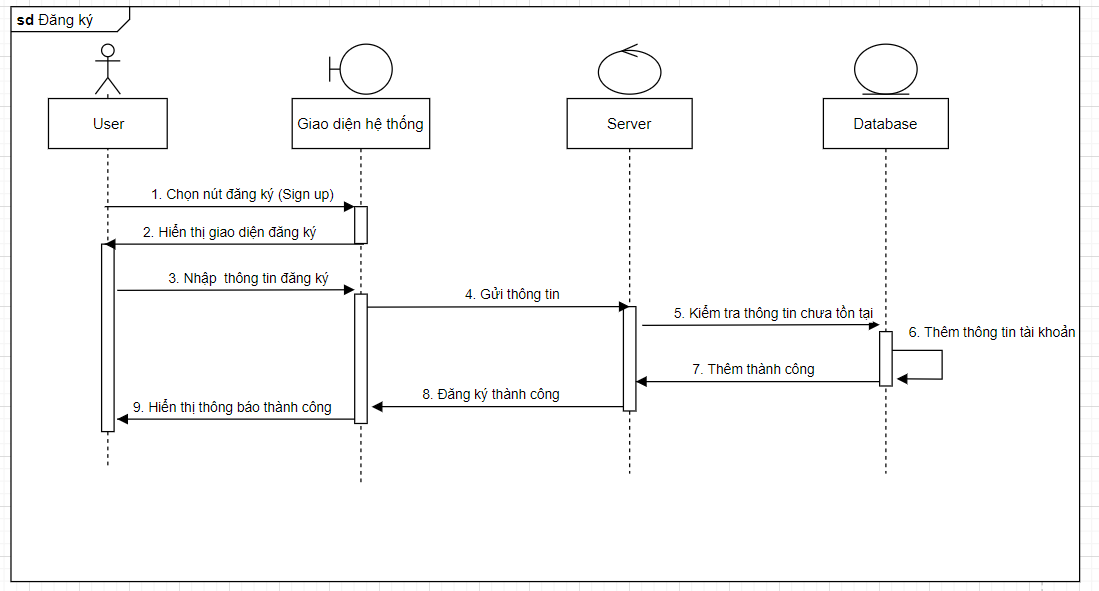 sd Đăng ký
User
Giao diện hệ thống
Server
Database
1. Chọn nút đăng ký (Sign up)
2. Hiển thị giao diện đăng ký
3. Nhập thông tin đăng ký
4. Gửi thông tin
5. Kiểm tra thông tin chưa tồn tại
6. Thêm thông tin tài khoản
7. Thêm thành công
8. Đăng ký thành công
9. Hiển thị thông báo thành công